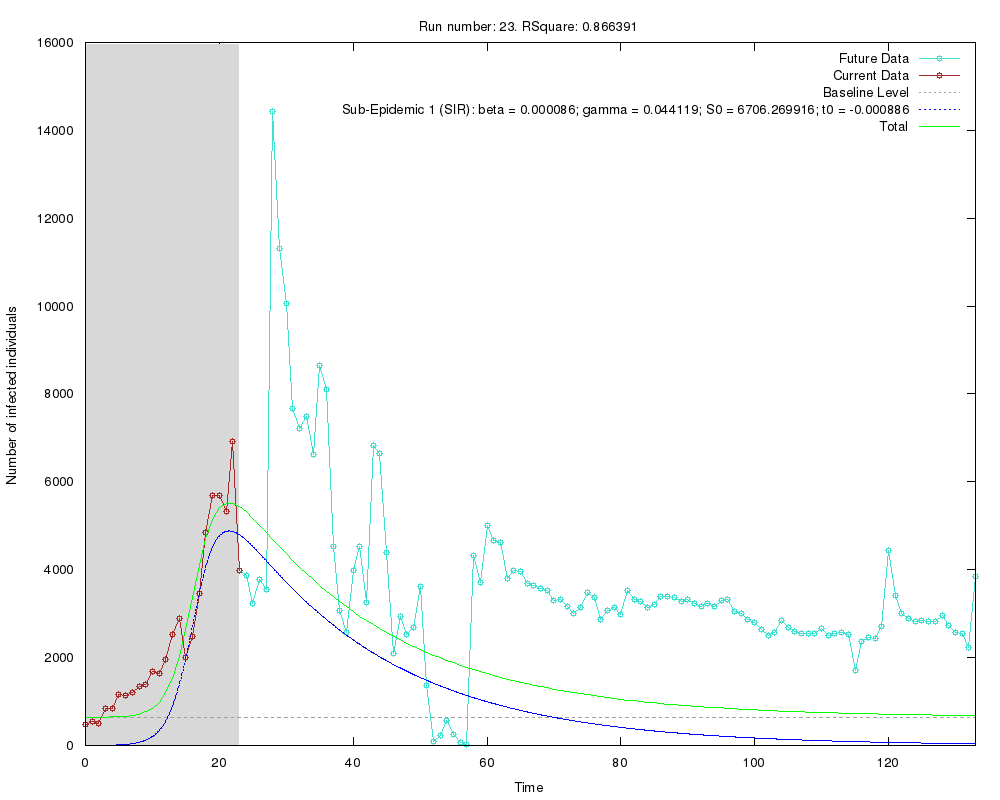 Run number: 23. RSquare: 0.866391
16000
14000
12000
10000
8000
6000
4000
2000
0
Number of infected individuals
Future Data
Current Data
Baseline Level
Sub-Epidemic 1 (SIR): beta = 0.000086; gamma = 0.044119; S0 = 6706.269916; t0 = -0.000886
Total
0 20 40 60 80 100 120
Time